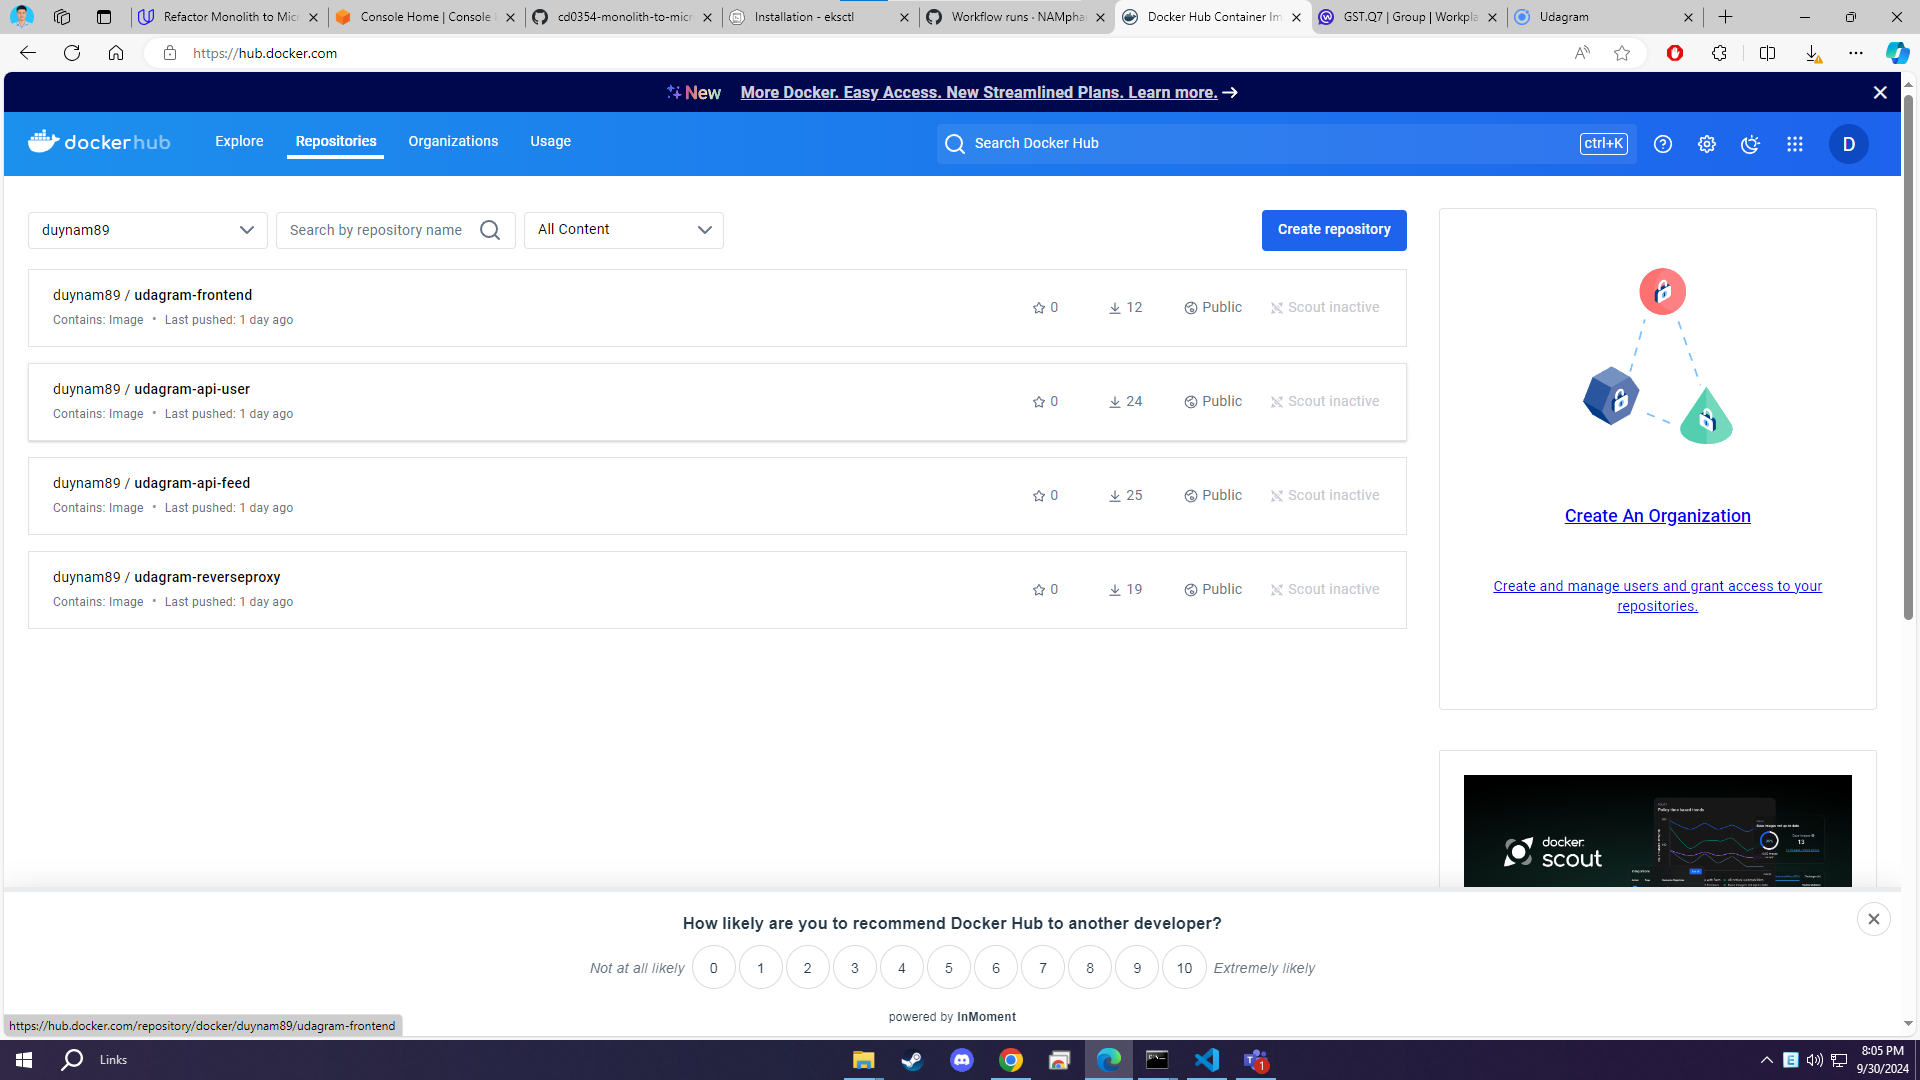 Refactor Monolith to Mic
Console Home | Console
cd0354-monolith-to-micr
Installation - eksctl
Workflow runs · NAMpha
Docker Hub Container Im
GST.Q7 | Group | Workpla
Udagram
https://hub.docker.com
New More Docker. Easy Access. New Streamlined Plans. Learn more. →
dockerhub
Explore
Repositories
Organizations
Usage
Search Docker Hub
ctrl+K
D
duynam89
Search by repository name
All Content
Create repository
duynam89 / udagram-frontend
Contains: Image • Last pushed: 1 day ago
0
12
Public
Scout inactive
duynam89 / udagram-api-user
Contains: Image • Last pushed: 1 day ago
0
24
Public
Scout inactive
duynam89 / udagram-api-feed
Contains: Image • Last pushed: 1 day ago
0
25
Public
Scout inactive
duynam89 / udagram-reverseproxy
Contains: Image • Last pushed: 1 day ago
0
19
Public
Scout inactive
Create An Organization
Create and manage users and grant access to your
repositories.
docker
scout
How likely are you to recommend Docker Hub to another developer?
Not at all likely 0 1 2 3 4 5 6 7 8 9 10 Extremely likely
powered by InMoment
https://hub.docker.com/repository/docker/duynam89/udagram-frontend
Links
1
E
8:05 PM
9/30/2024